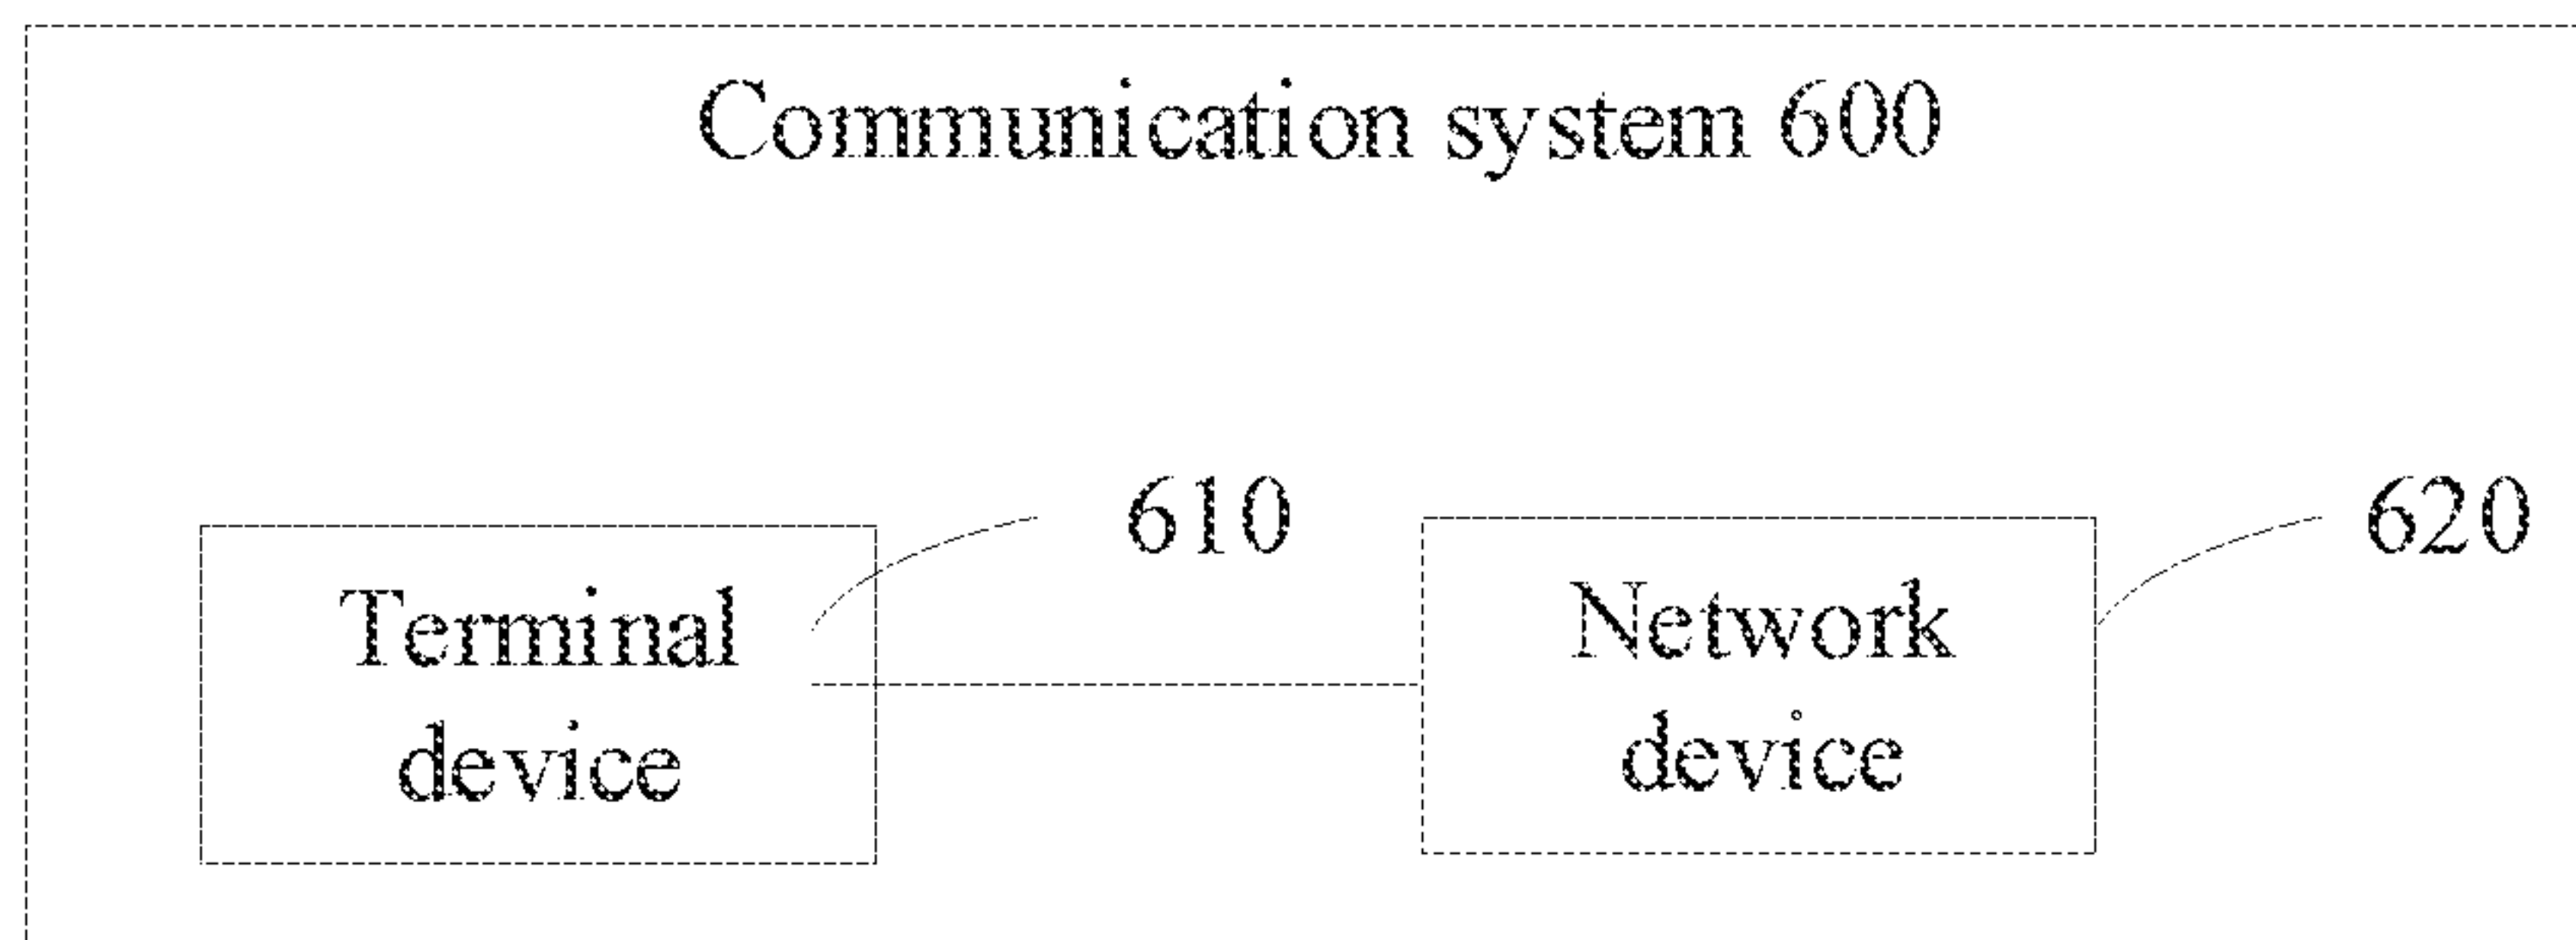 Communication system 600
610
620
Terminal
device
Network
device